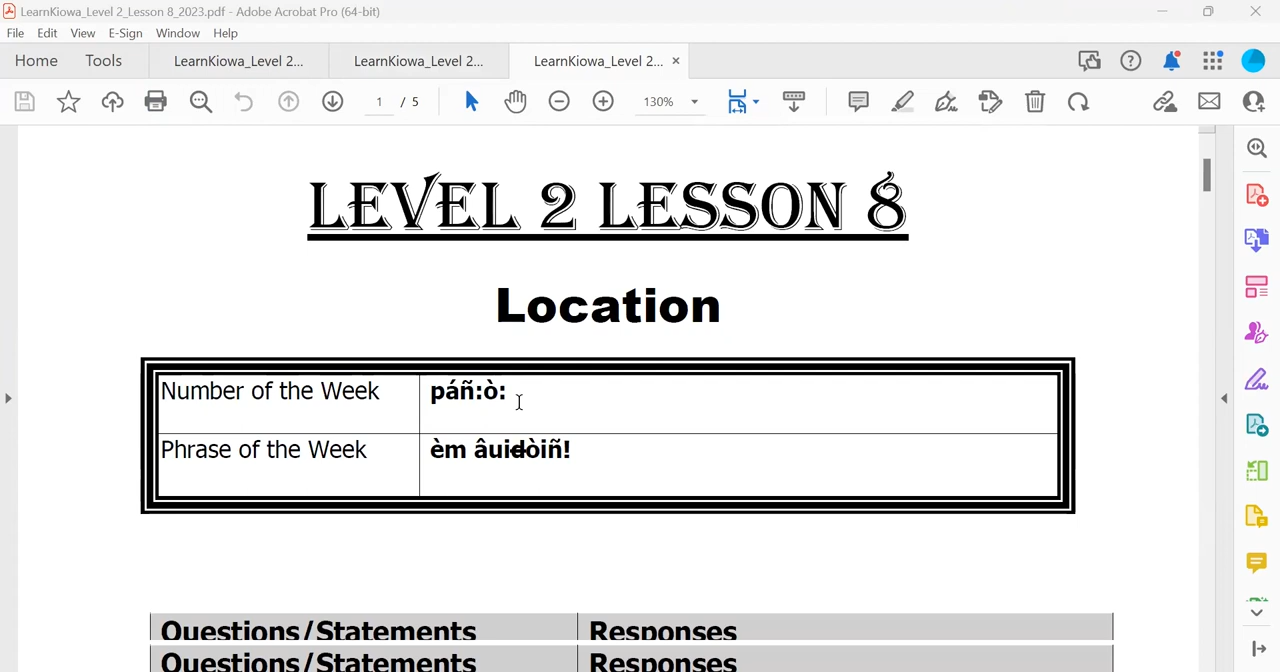 LearnKiowa_Level 2_Lesson 8_2023.pdf - Adobe Acrobat Pro (64-bit)
File Edit View E-Sign Window Help
Home Tools LearnKiowa_Level 2... LearnKiowa_Level 2... LearnKiowa_Level 2... ×
1 / 5 130%
LEVEL 2 LESSON 8
Location
Number of the Week páñ:ò:
Phrase of the Week èm âuid̶òiñ!
Questions/Statements Responses
Questions/Statements Responses